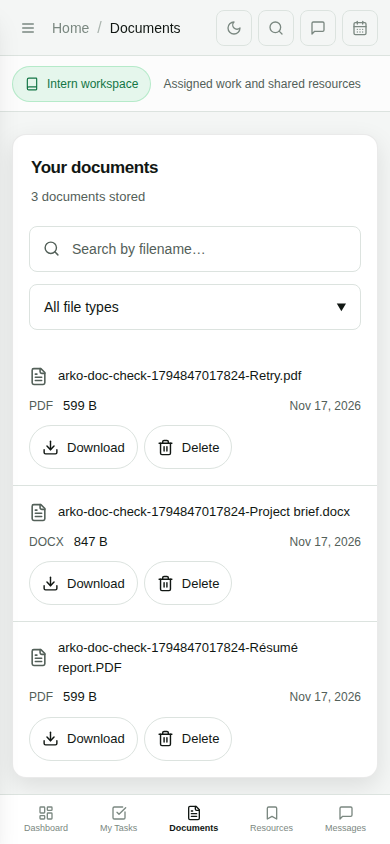 Home / Documents
Intern workspace
Assigned work and shared resources
Your documents
3 documents stored
Search by filename…
All file types
arko-doc-check-1794847017824-Retry.pdf
PDF 599 B Nov 17, 2026
Download Delete
arko-doc-check-1794847017824-Project brief.docx
DOCX 847 B Nov 17, 2026
Download Delete
arko-doc-check-1794847017824-Résumé
report.PDF
PDF 599 B Nov 17, 2026
Download Delete
Dashboard My Tasks Documents Resources Messages